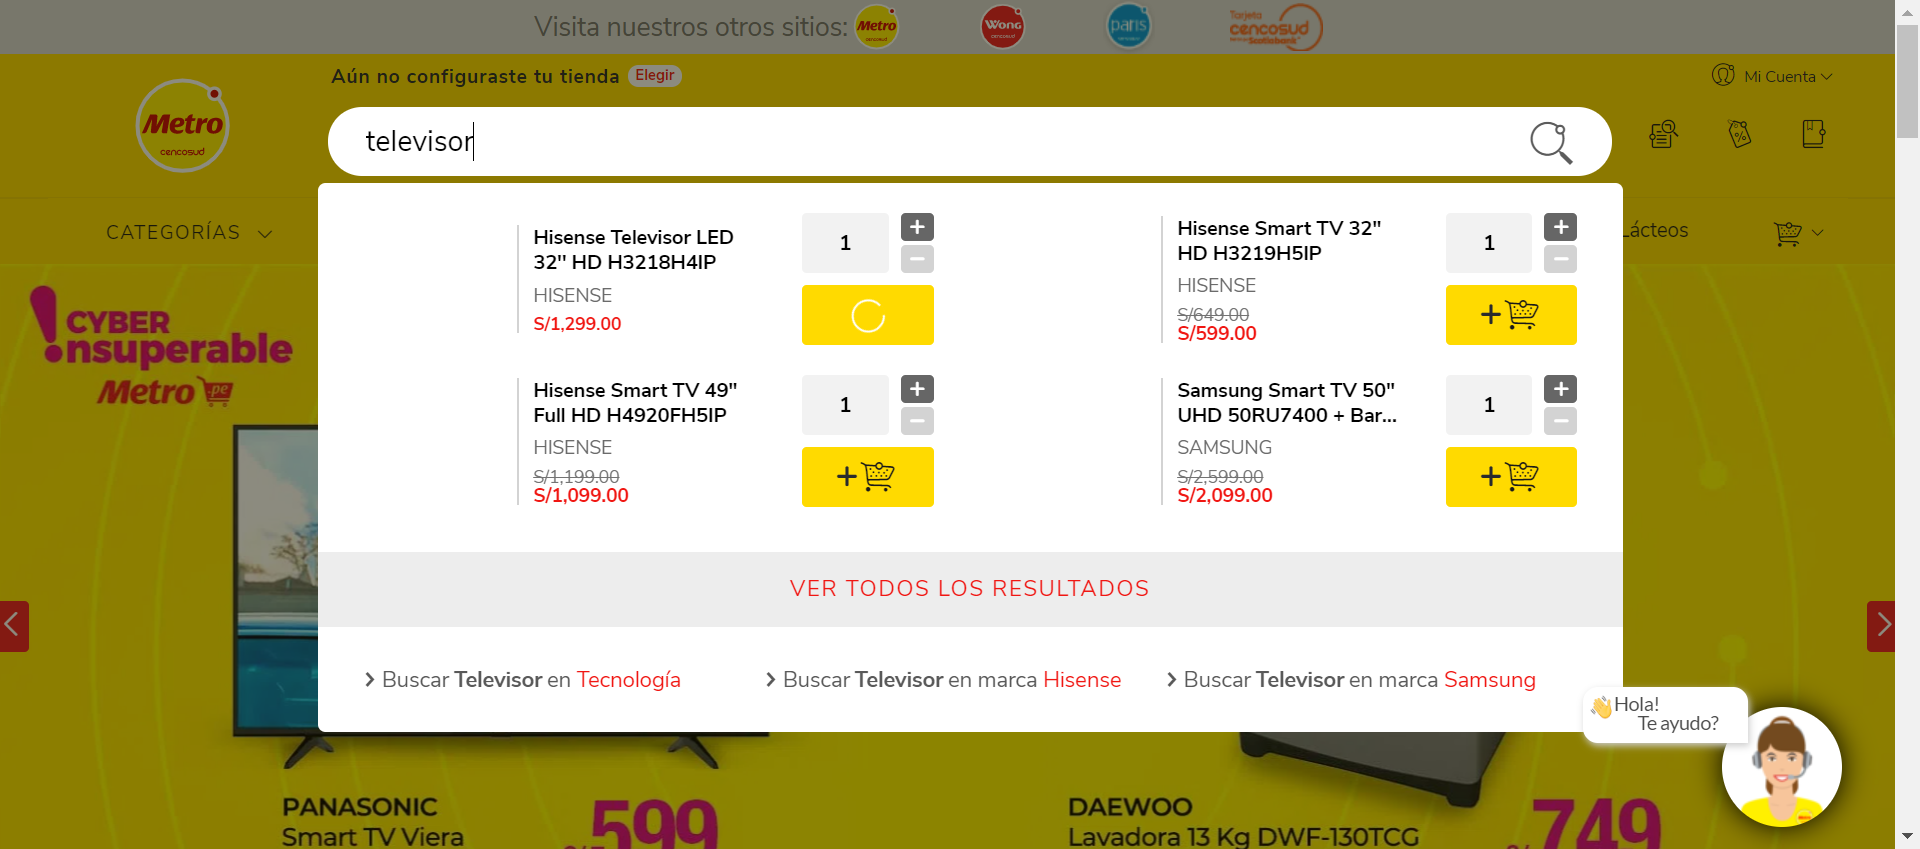 Visita nuestros otros sitios:
Metro
cencosud
Wong
cencosud
paris
cencosud
Tarjeta
cencosud
Scotiabank
Aún no configuraste tu tienda
Elegir
Mi Cuenta
Metro
cencosud
televisor
CATEGORÍAS
Lácteos
Hisense Televisor LED
32" HD H3218H4IP
HISENSE
S/1,299.00
1
+
−
Hisense Smart TV 32"
HD H3219H5IP
HISENSE
S/649.00
S/599.00
1
+
−
+
Hisense Smart TV 49"
Full HD H4920FH5IP
HISENSE
S/1,199.00
S/1,099.00
1
+
−
+
Samsung Smart TV 50"
UHD 50RU7400 + Bar...
SAMSUNG
S/2,599.00
S/2,099.00
1
+
−
+
VER TODOS LOS RESULTADOS
Buscar Televisor en Tecnología
Buscar Televisor en marca Hisense
Buscar Televisor en marca Samsung
!CYBER
insuperable
Metro .pe
Hola!
Te ayudo?
PANASONIC
Smart TV Viera
599
DAEWOO
Lavadora 13 Kg DWF-130TCG
749